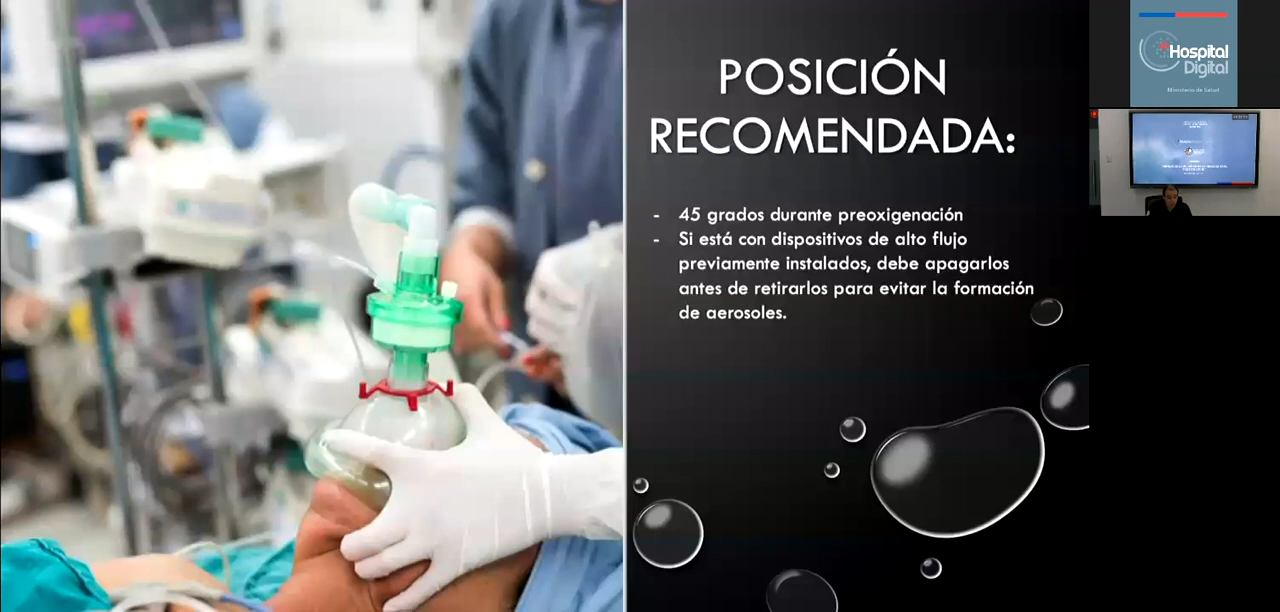 POSICIÓN
RECOMENDADA:
- 45 grados durante preoxigenación
- Si está con dispositivos de alto flujo
previamente instalados, debe apagarlos
antes de retirarlos para evitar la formación
de aerosoles.
Hospital
Digital
Ministerio de Salud